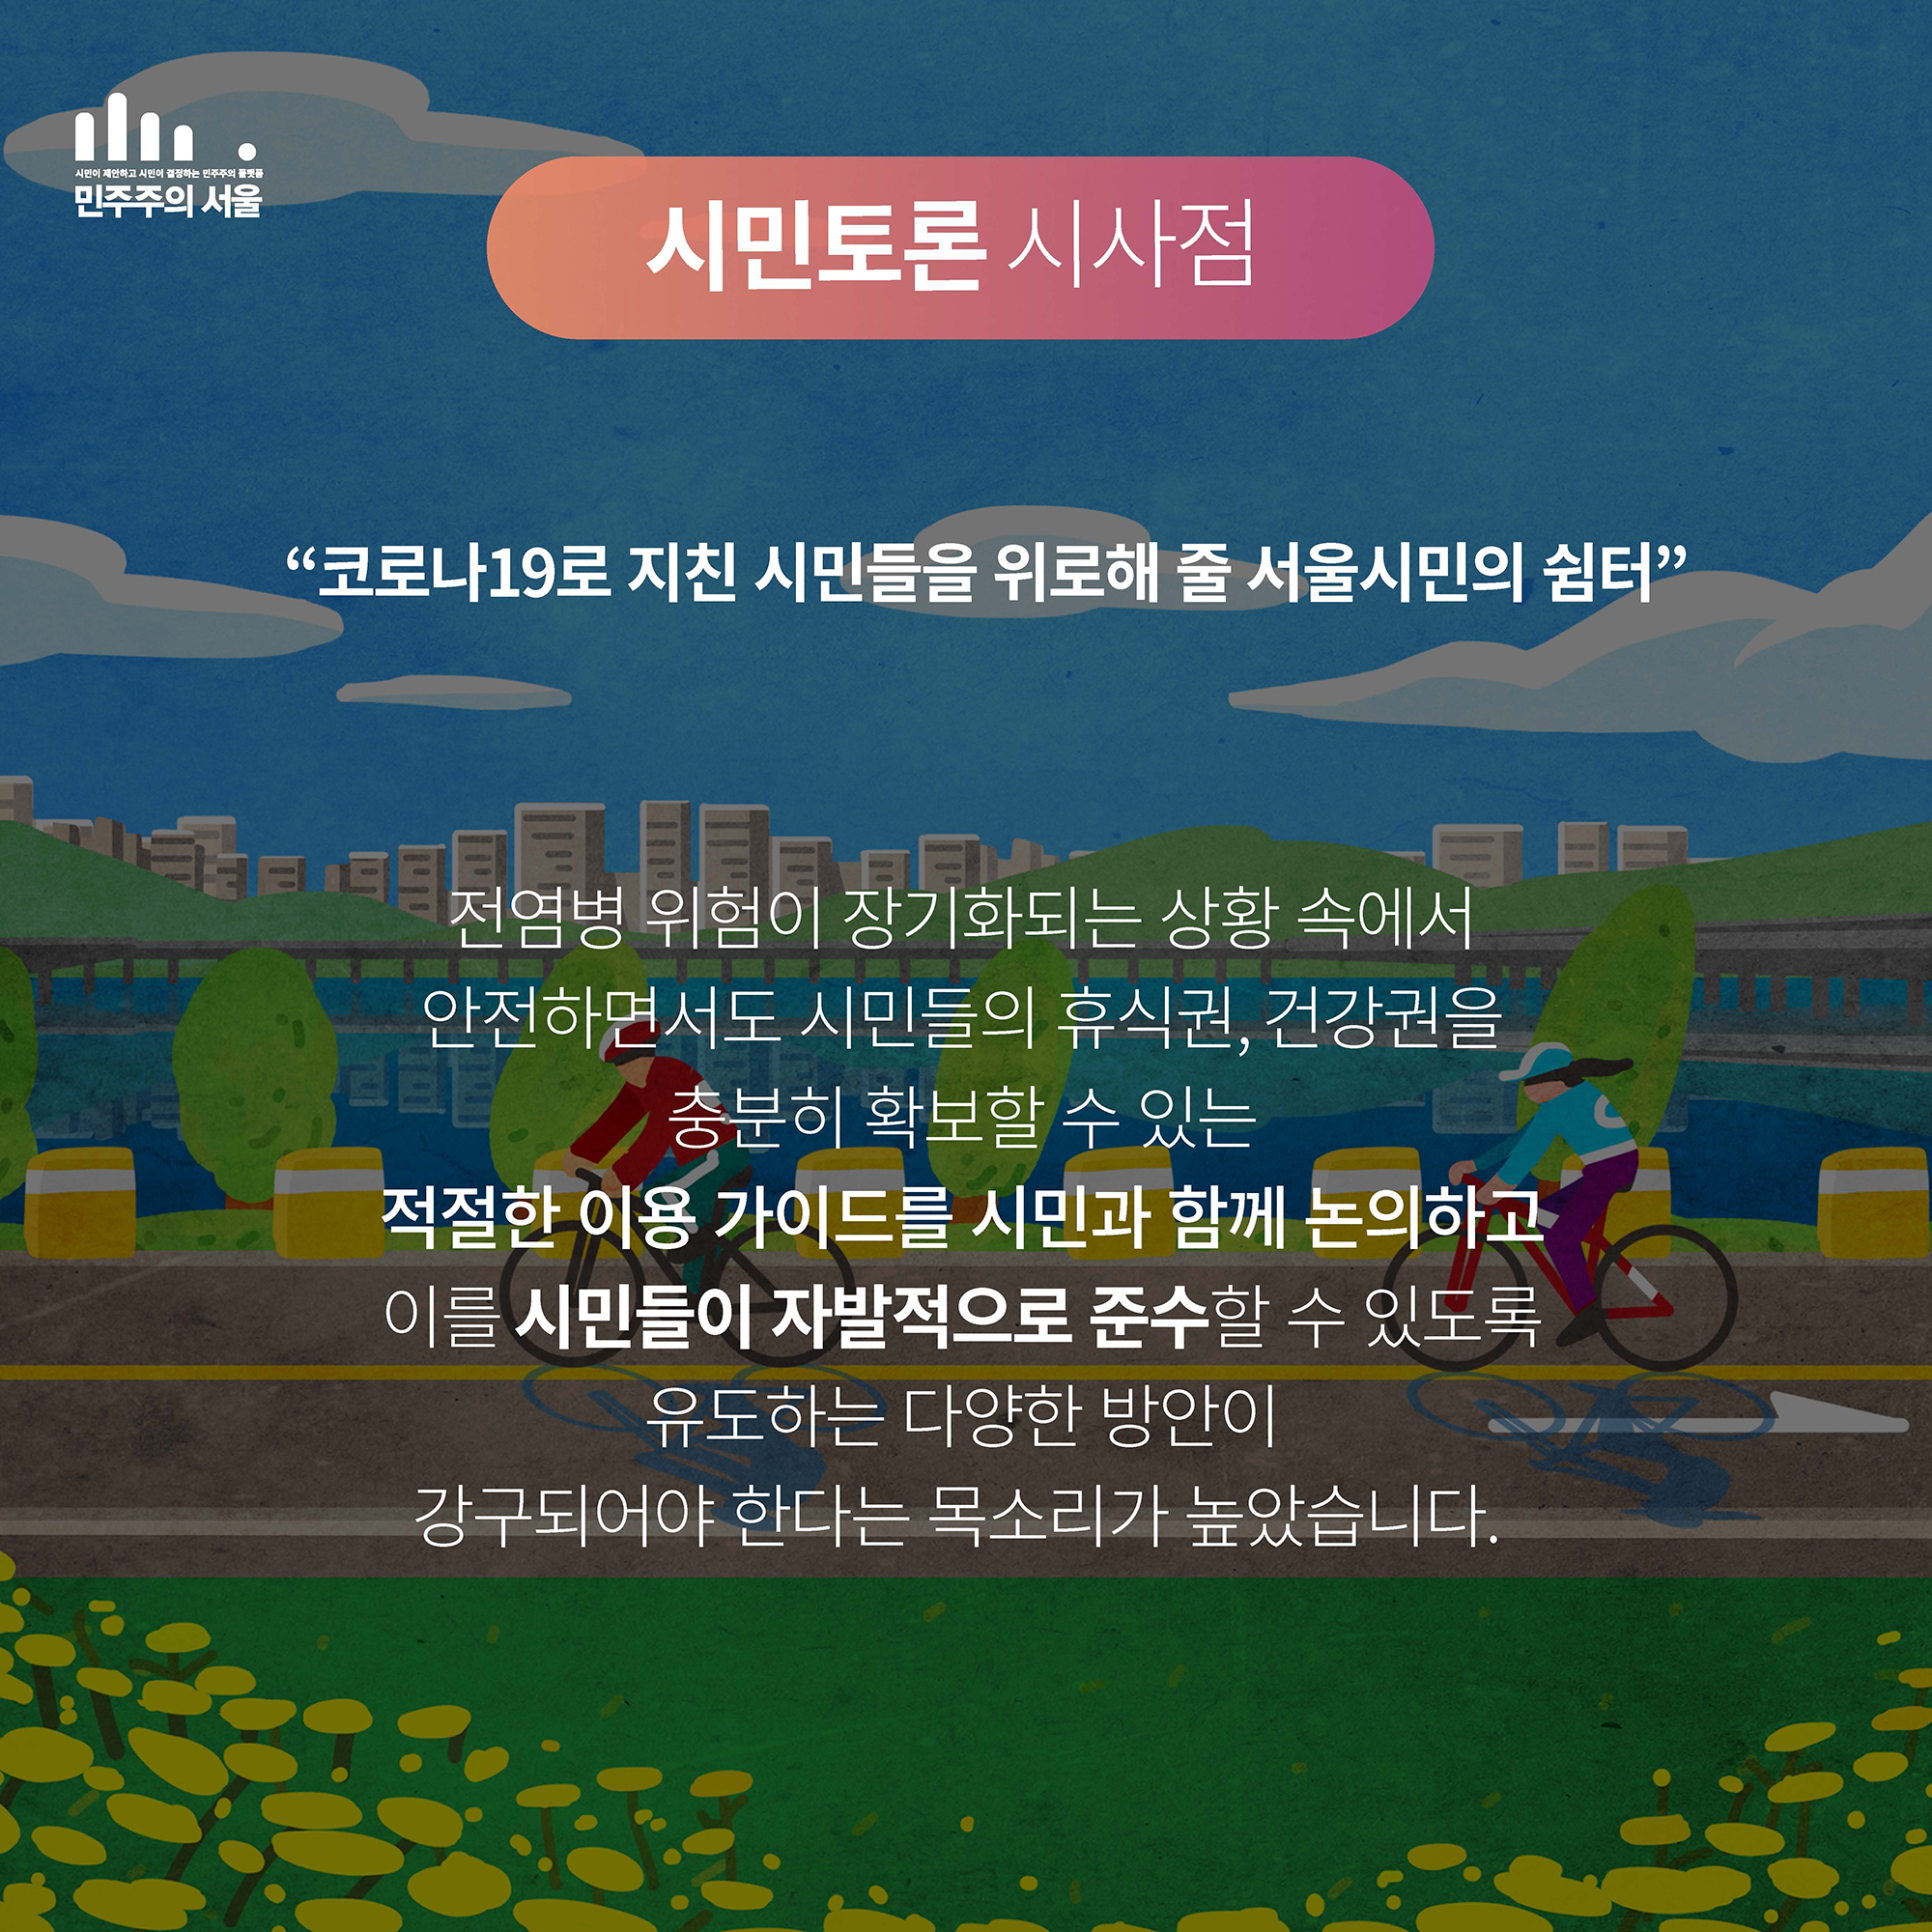 시민이 제안하고 시민이 결정하는 민주주의 플랫폼
민주주의 서울
시민토론 시사점
“코로나19로 지친 시민들을 위로해 줄 서울시민의 쉼터”
전염병 위험이 장기화되는 상황 속에서
안전하면서도 시민들의 휴식권, 건강권을
충분히 확보할 수 있는
적절한 이용 가이드를 시민과 함께 논의하고
이를 시민들이 자발적으로 준수할 수 있도록
유도하는 다양한 방안이
강구되어야 한다는 목소리가 높았습니다.